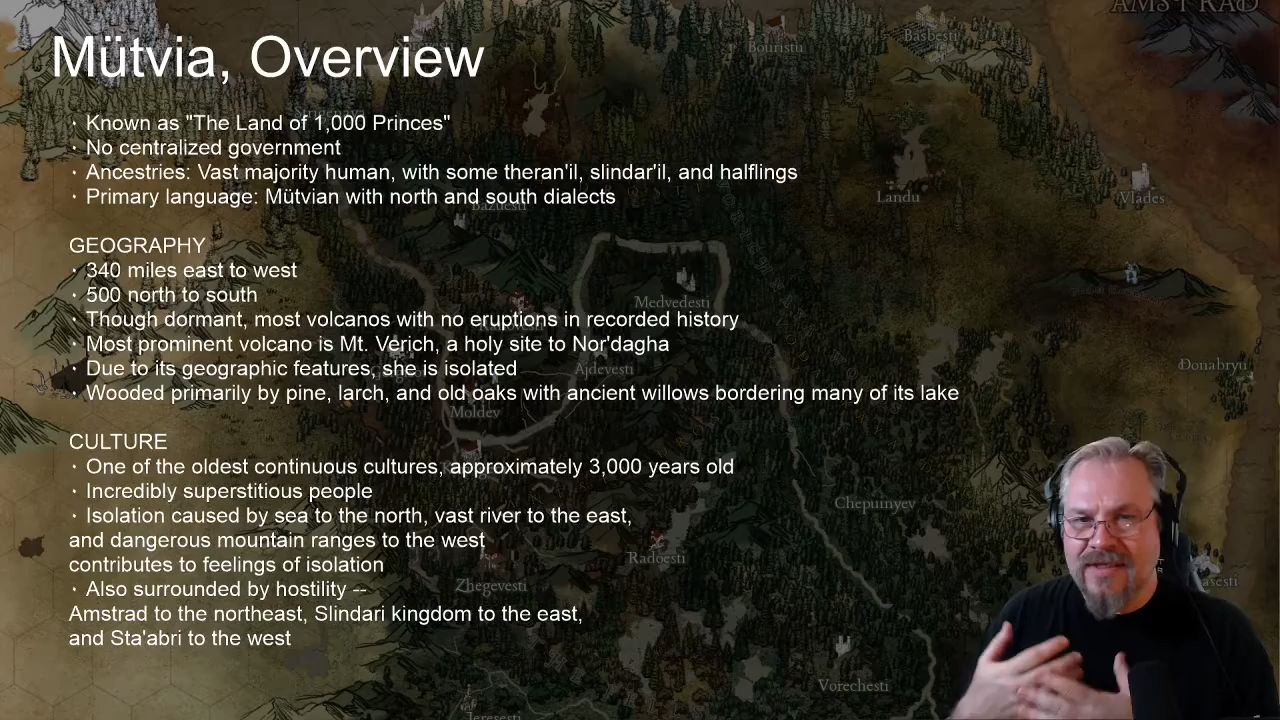 AMSTRAD
Mütvia, Overview
Bouristu
Basbesti
· Known as "The Land of 1,000 Princes"
· No centralized government
· Ancestries: Vast majority human, with some theran'il, slindar'il, and halflings
· Primary language: Mütvian with north and south dialects
Landu
Vlades
GEOGRAPHY
· 340 miles east to west
· 500 north to south
Medvedesti
· Though dormant, most volcanos with no eruptions in recorded history
· Most prominent volcano is Mt. Verich, a holy site to Nor'dagha
· Due to its geographic features, she is isolated
Ajdevesti
Donabryu
· Wooded primarily by pine, larch, and old oaks with ancient willows bordering many of its lake
Moldev
CULTURE
· One of the oldest continuous cultures, approximately 3,000 years old
· Incredibly superstitious people
Chepuinyev
· Isolation caused by sea to the north, vast river to the east,
and dangerous mountain ranges to the west
Radoesti
contributes to feelings of isolation
Zhegevesti
· Also surrounded by hostility --
Amstrad to the northeast, Slindari kingdom to the east,
and Sta'abri to the west
Vorechesti